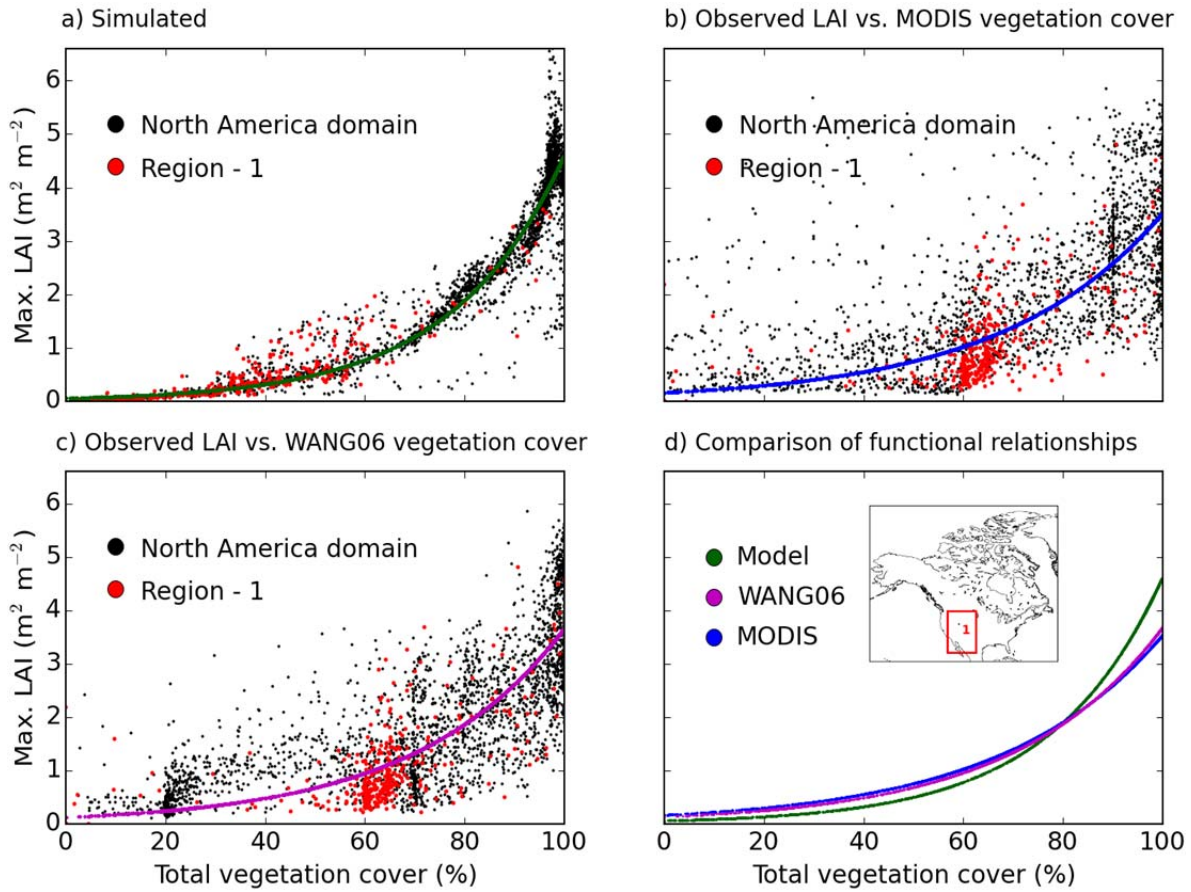 a) Simulated
b) Observed LAI vs. MODIS vegetation cover
6
5
4
3
2
1
0
Max. LAI (m² m⁻²)
North America domain
Region - 1
North America domain
Region - 1
c) Observed LAI vs. WANG06 vegetation cover
d) Comparison of functional relationships
6
5
4
3
2
1
0
Max. LAI (m² m⁻²)
North America domain
Region - 1
Model
WANG06
MODIS
1
0 20 40 60 80 100
Total vegetation cover (%)
0 20 40 60 80 100
Total vegetation cover (%)